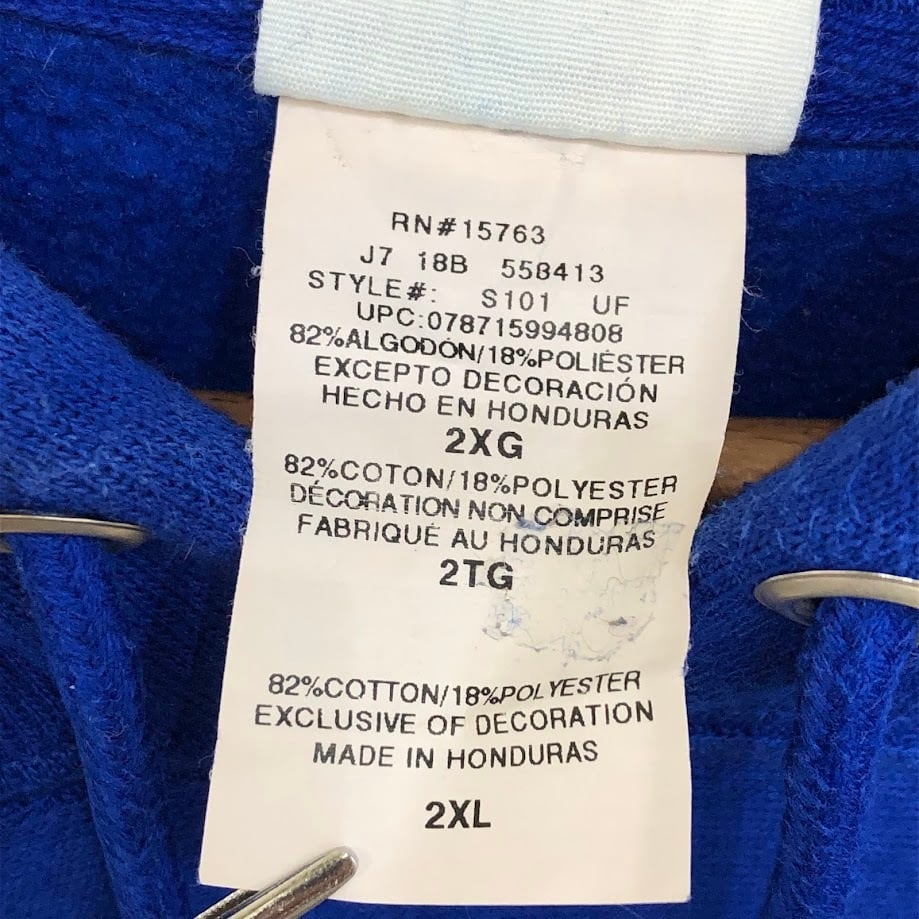 RN#15763
J7 18B 558413
STYLE#: S101 UF
UPC:078715994808
82%ALGODÓN/18%POLIÉSTER
EXCEPTO DECORACIÓN
HECHO EN HONDURAS
2XG
82%COTON/18%POLYESTER
DÉCORATION NON COMPRISE
FABRIQUÉ AU HONDURAS
2TG
82%COTTON/18%POLYESTER
EXCLUSIVE OF DECORATION
MADE IN HONDURAS
2XL